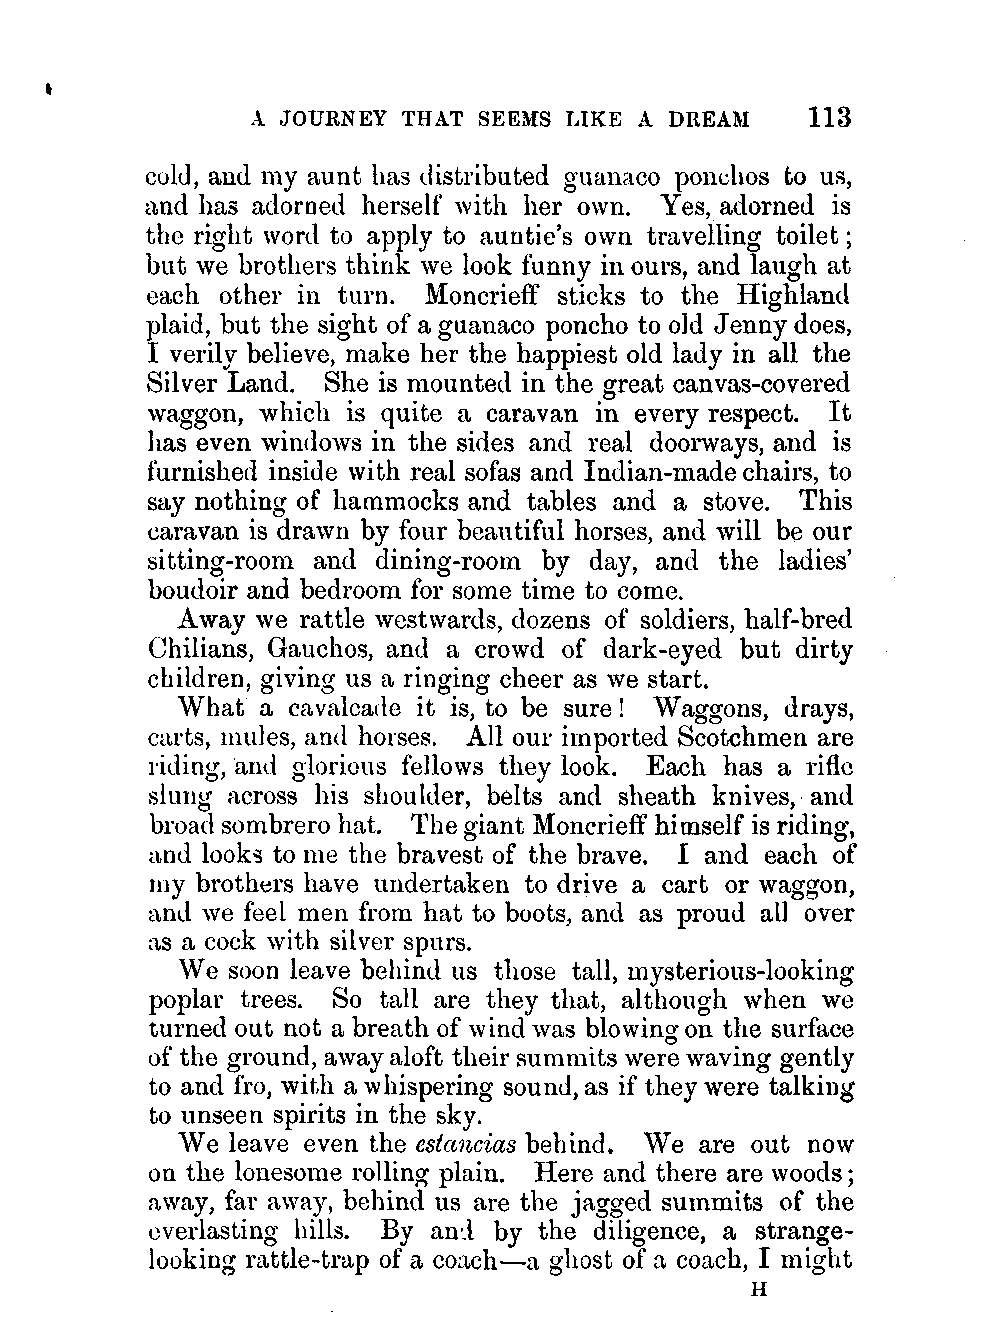 A JOURNEY THAT SEEMS LIKE A DREAM 113
cold, and my aunt has distributed guanaco ponchos to us,
and has adorned herself with her own. Yes, adorned is
the right word to apply to auntie's own travelling toilet;
but we brothers think we look funny in ours, and laugh at
each other in turn. Moncrieff sticks to the Highland
plaid, but the sight of a guanaco poncho to old Jenny does,
I verily believe, make her the happiest old lady in all the
Silver Land. She is mounted in the great canvas-covered
waggon, which is quite a caravan in every respect. It
has even windows in the sides and real doorways, and is
furnished inside with real sofas and Indian-made chairs, to
say nothing of hammocks and tables and a stove. This
caravan is drawn by four beautiful horses, and will be our
sitting-room and dining-room by day, and the ladies'
boudoir and bedroom for some time to come.
Away we rattle westwards, dozens of soldiers, half-bred
Chilians, Gauchos, and a crowd of dark-eyed but dirty
children, giving us a ringing cheer as we start.
What a cavalcade it is, to be sure! Waggons, drays,
carts, mules, and horses. All our imported Scotchmen are
riding, and glorious fellows they look. Each has a rifle
slung across his shoulder, belts and sheath knives, and
broad sombrero hat. The giant Moncrieff himself is riding,
and looks to me the bravest of the brave. I and each of
my brothers have undertaken to drive a cart or waggon,
and we feel men from hat to boots, and as proud all over
as a cock with silver spurs.
We soon leave behind us those tall, mysterious-looking
poplar trees. So tall are they that, although when we
turned out not a breath of wind was blowing on the surface
of the ground, away aloft their summits were waving gently
to and fro, with a whispering sound, as if they were talking
to unseen spirits in the sky.
We leave even the estancias behind. We are out now
on the lonesome rolling plain. Here and there are woods;
away, far away, behind us are the jagged summits of the
everlasting hills. By and by the diligence, a strange-
looking rattle-trap of a coach—a ghost of a coach, I might
H